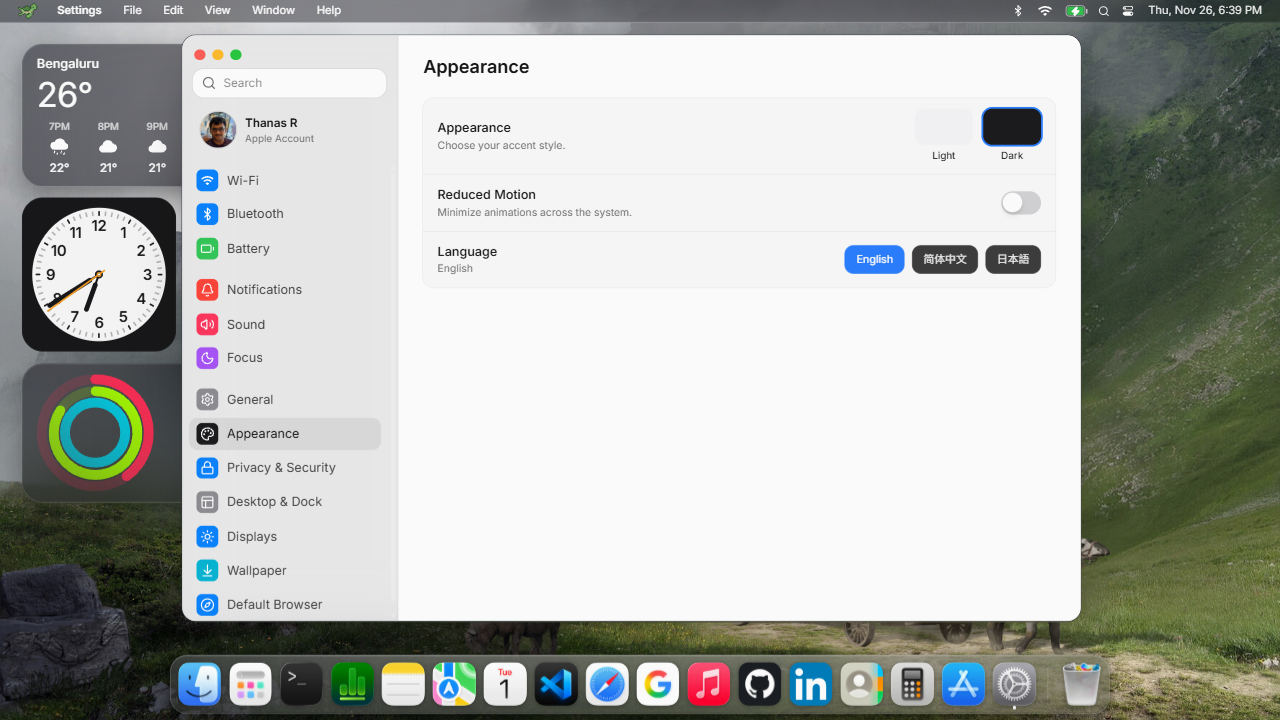 Settings File Edit View Window Help Thu, Nov 26, 6:39 PM
Bengaluru
26°
7PM 8PM 9PM
22° 21° 21°
12
11 1
10 2
9 3
8 4
7 5
6
Search
Thanas R
Apple Account
Wi-Fi
Bluetooth
Battery
Notifications
Sound
Focus
General
Appearance
Privacy & Security
Desktop & Dock
Displays
Wallpaper
Default Browser
Appearance
Appearance
Choose your accent style.
Light Dark
Reduced Motion
Minimize animations across the system.
Language
English
English 简体中文 日本語
>_
Tue
1
in